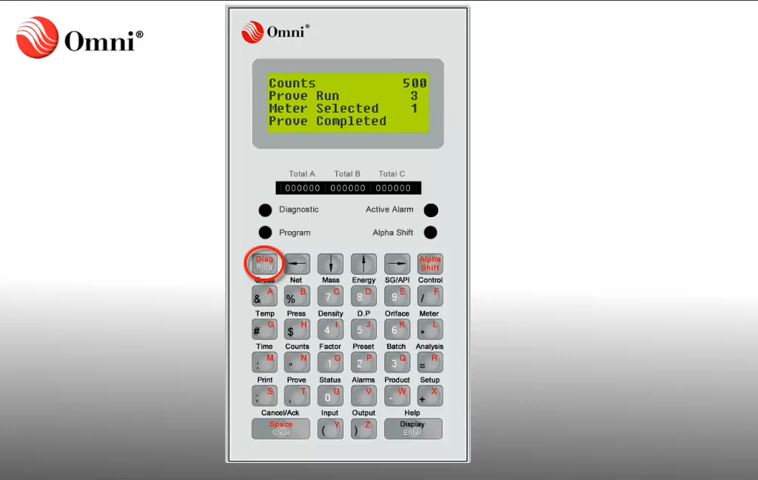 Omni®
Omni®
Counts 500
Prove Run 3
Meter Selected 1
Prove Completed
Total A Total B Total C
000000 000000 000000
Diagnostic Active Alarm
Program Alpha Shift
Diag Alpha
Prog Shift
Gross Net Mass Energy SG/API Control
& A % B 7 C 8 D 9 E / F
Temp Press Density D.P Oriface Meter
# G $ H 4 I 5 J 6 K * L
Time Counts Factor Preset Batch Analysis
: M " N 1 O 2 P 3 Q = R
Print Prove Status Alarms Product Setup
; S , T 0 U . V - W + X
Cancel/Ack Input Output Help
Space ( Y ) Z Display
Clear Enter